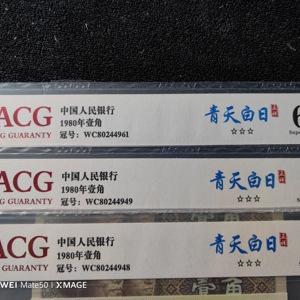 ACG
GUARANTY
中国人民银行
1980年壹角
冠号：WC80244961
青天白日
☆☆☆
6
ACG
GUARANTY
中国人民银行
1980年壹角
冠号：WC80244949
青天白日
☆☆☆
ACG
GUARANTY
中国人民银行
1980年壹角
冠号：WC80244948
青天白日
☆☆☆
壹角
HUAWEI Mate50 | XMAGE